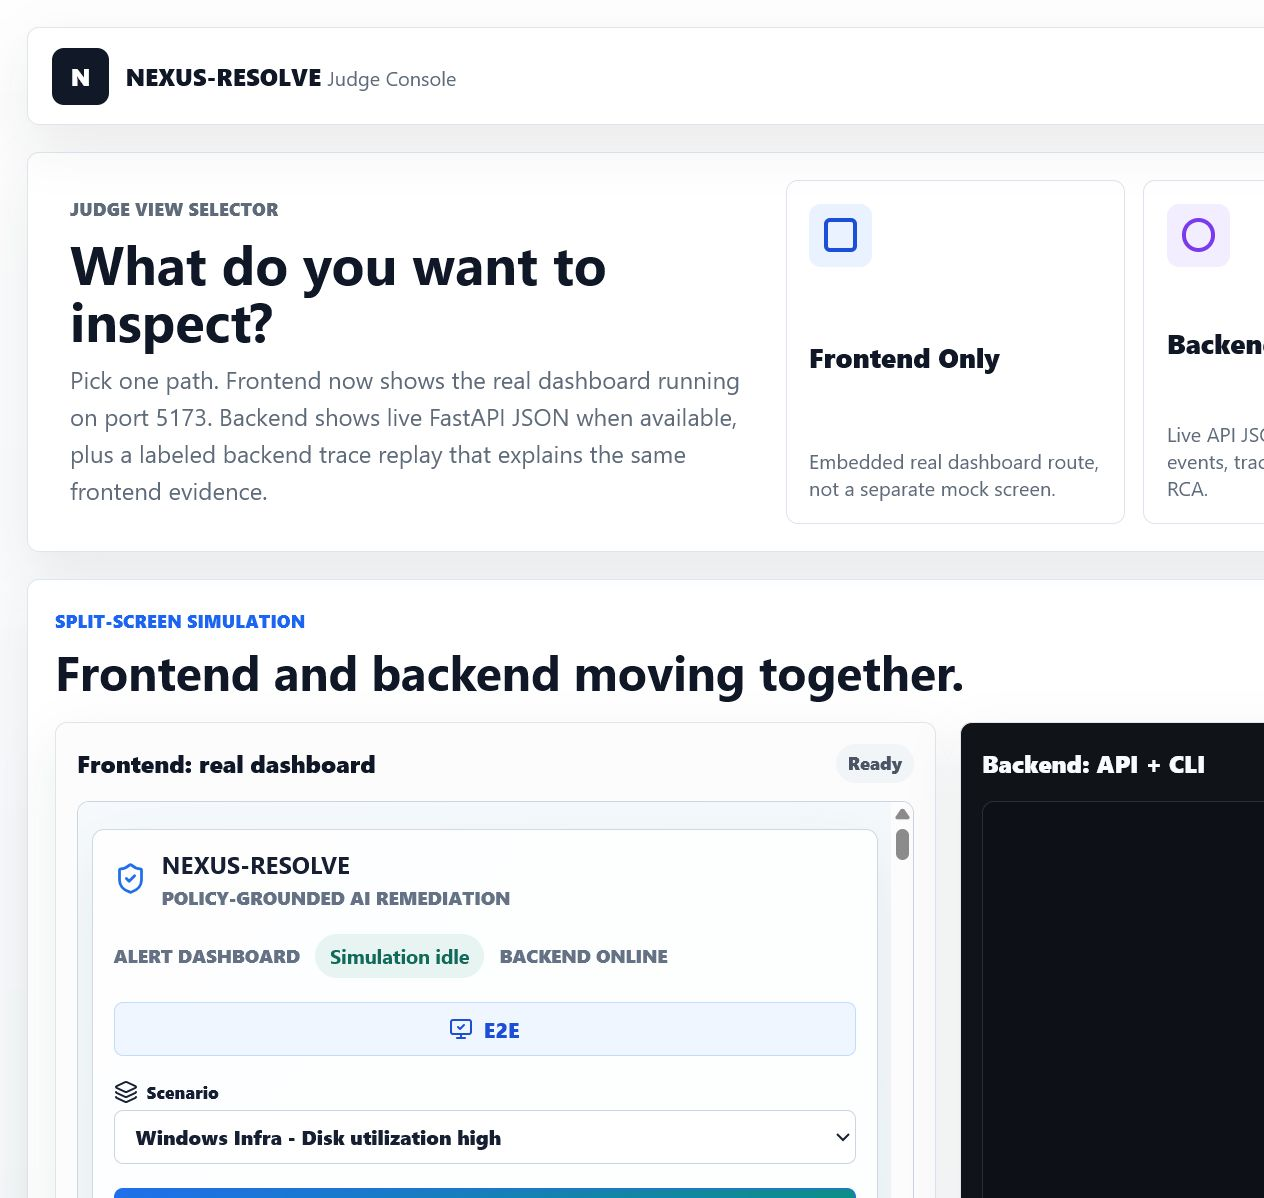 N
NEXUS-RESOLVE Judge Console
JUDGE VIEW SELECTOR
What do you want to
inspect?
Pick one path. Frontend now shows the real dashboard running
on port 5173. Backend shows live FastAPI JSON when available,
plus a labeled backend trace replay that explains the same
frontend evidence.
Frontend Only
Embedded real dashboard route,
not a separate mock screen.
Live API
events,
RCA.
SPLIT-SCREEN SIMULATION
Frontend and backend moving together.
Frontend: real dashboard
Ready
NEXUS-RESOLVE
POLICY-GROUNDED AI REMEDIATION
ALERT DASHBOARD
Simulation idle
BACKEND ONLINE
E2E
Scenario
Windows Infra - Disk utilization high
Backend: API + CLI